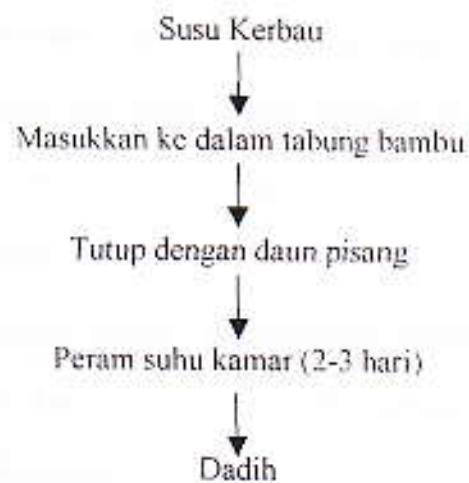 Susu Kerbau
Masukkan ke dalam tabung bambu
Tutup dengan daun pisang
Peram suhu kamar (2-3 hari)
Dadih